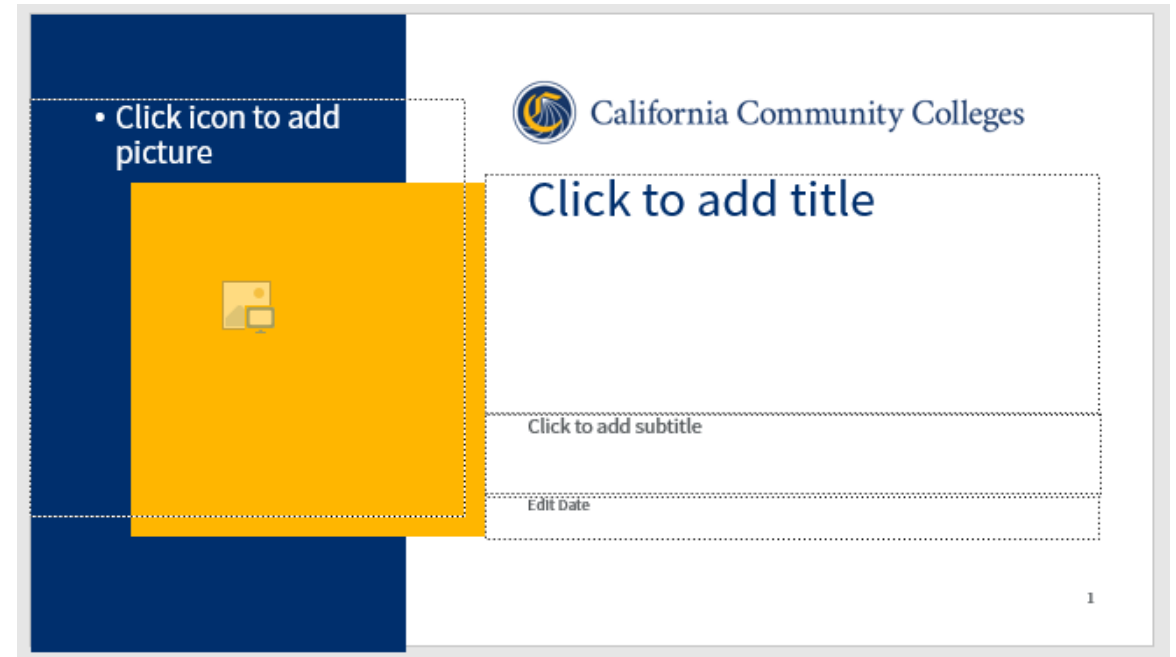 • Click icon to add
picture
California Community Colleges
Click to add title
Click to add subtitle
Edit Date
1